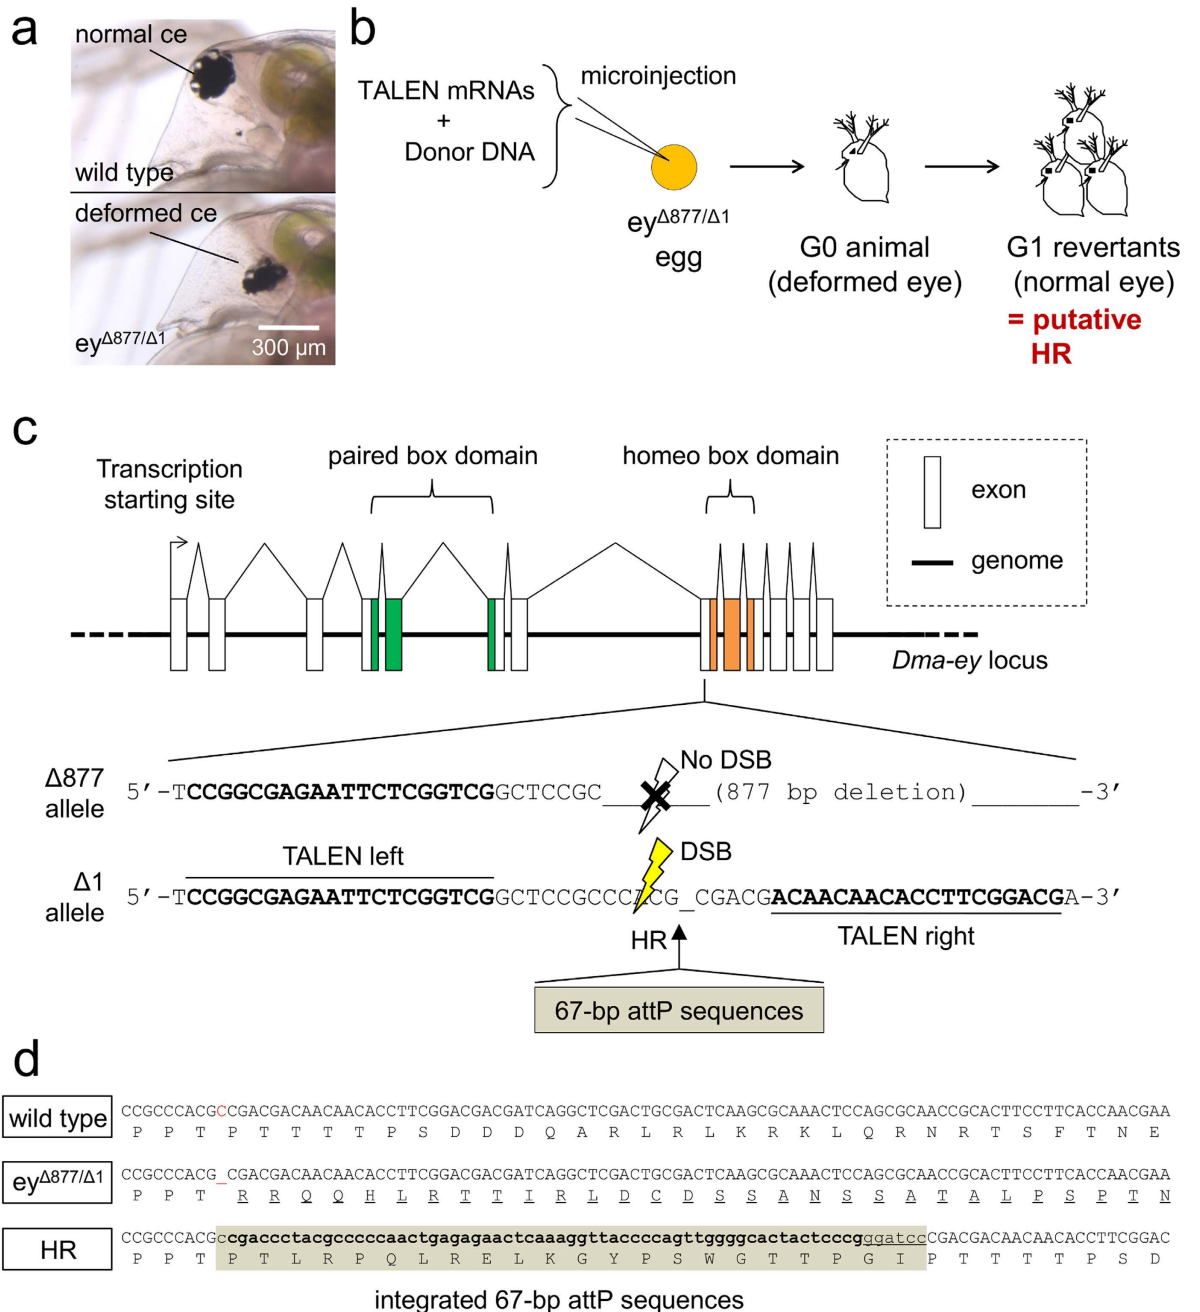 a
normal ce
wild type
deformed ce
ey^Δ877/Δ1
300 µm
b
TALEN mRNAs
+
Donor DNA
microinjection
ey^Δ877/Δ1
egg
G0 animal
(deformed eye)
G1 revertants
(normal eye)
= putative
HR
c
Transcription
starting site
paired box domain
homeo box domain
exon
genome
Dma-ey locus
Δ877
allele
5′-TCCGGCGAGAATTCTCGGTCGGCTCCGC______(877 bp deletion)______-3′
No DSB
DSB
TALEN left
Δ1
allele
5′-TCCGGCGAGAATTCTCGGTCGGCTCCGCCCACG_CGACGACAACAACACCTTCGGACGA-3′
HR
TALEN right
67-bp attP sequences
d
wild type
CCGCCCACGCCGACGACAACAACACCTTCGGACGACGATCAGGCTCGACTGCGACTCAAGCGCAAACTCCAGCGCAACCGCACTTCCTTCACCAACGAA
P P T P T T T T P S D D D Q A R L R L K R K L Q R N R T S F T N E
ey^Δ877/Δ1
CCGCCCACG_CGACGACAACAACACCTTCGGACGACGATCAGGCTCGACTGCGACTCAAGCGCAAACTCCAGCGCAACCGCACTTCCTTCACCAACGAA
P P T R R Q Q H L R T T I R L D C D S S A N S S A T A L P S P T N
HR
CCGCCCACGccgaccctacgcccccaactgagagaactcaaaggttaccccagttggggcactactcccgggatccCGACGACAACAACACCTTCGGAC
P P T P T L R P Q L R E L K G Y P S W G T T P G I P T T T T P S D
integrated 67-bp attP sequences